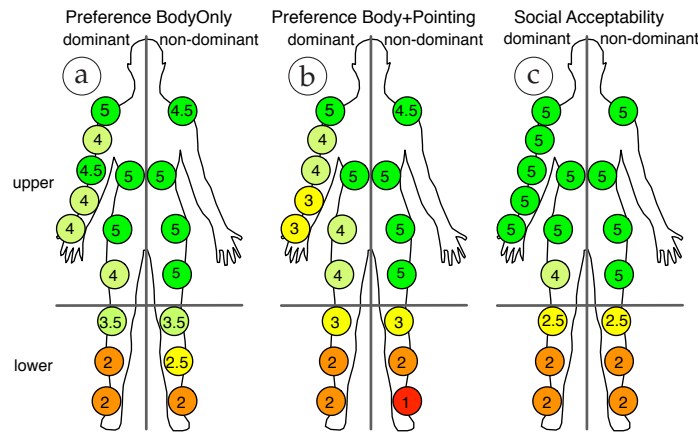 Preference BodyOnly Preference Body+Pointing Social Acceptability
dominant non-dominant dominant non-dominant dominant non-dominant
a b c
5 4.5 5 4.5 5 5
4 4 5
4.5 5 5 4 5 5 5 5 5
4 3 5
4 5 5 3 4 5 5 5 5
upper
4 5 4 5 4 5
3.5 3.5 3 3 2.5 2.5
lower
2 2.5 2 2 2 2
2 2 2 1 2 2